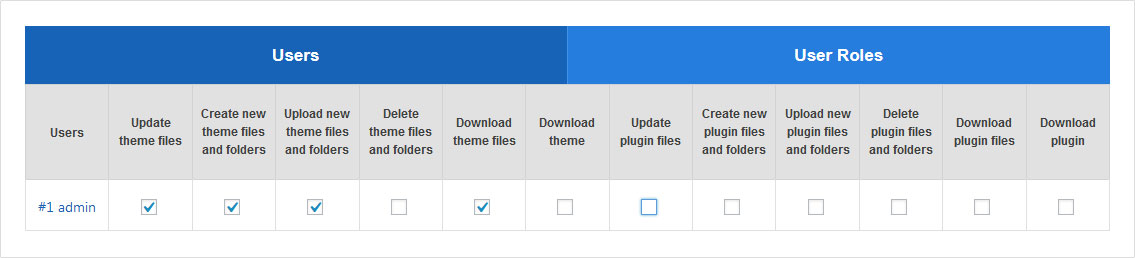 Users
User Roles
Users
Update
theme files
Create new
theme files
and folders
Upload new
theme files
and folders
Delete
theme files
and folders
Download
theme files
Download
theme
Update
plugin files
Create new
plugin files
and folders
Upload new
plugin files
and folders
Delete
plugin files
and folders
Download
plugin files
Download
plugin
#1 admin